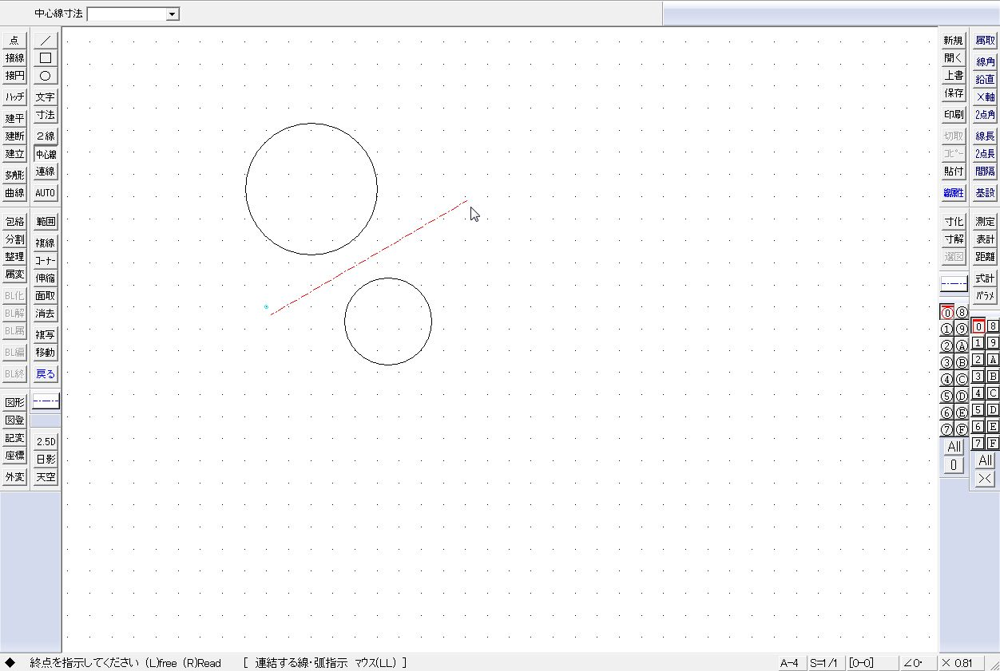 中心線寸法
点
接線
接円
ハッチ
建平
建断
建立
多角形
曲線
包絡
分割
整理
属変
BL化
BL解
BL属
BL編
BL終
図形
図登
記変
座標
外変
／
□
○
文字
寸法
２線
中心線
連線
AUTO
範囲
複線
コーナー
伸縮
面取
消去
複写
移動
戻る
2.5D
日影
天空
新規
開く
上書
保存
印刷
切取
コピー
貼付
線属性
寸化
寸解
選図
属取
線角
鉛直
×軸
2点角
線長
2点長
間隔
基設
測定
表計
距離
式計
パラメ
⓪ ⑧
① ⑨
② Ⓐ
③ Ⓑ
④ Ⓒ
⑤ Ⓓ
⑥ Ⓔ
⑦ Ⓕ
All
0
0 8
1 9
2 A
3 B
4 C
5 D
6 E
7 F
All
×
◆ 終点を指示してください (L)free (R)Read [ 連結する線・弧指示 マウス(LL) ] A-4 S=1/1 [0-0] ∠0・ × 0.81